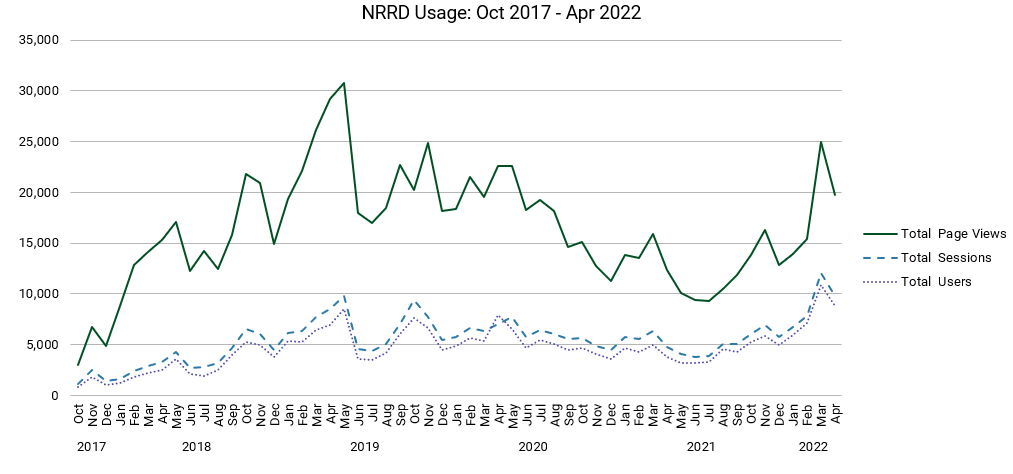 NRRD Usage: Oct 2017 - Apr 2022
35,000
30,000
25,000
20,000
15,000
10,000
5,000
0
Total Page Views
Total Sessions
Total Users
Oct Nov Dec Jan Feb Mar Apr May Jun Jul Aug Sep Oct Nov Dec Jan Feb Mar Apr May Jun Jul Aug Sep Oct Nov Dec Jan Feb Mar Apr May Jun Jul Aug Sep Oct Nov Dec Jan Feb Mar Apr May Jun Jul Aug Sep Oct Nov Dec Jan Feb Mar Apr
2017 2018 2019 2020 2021 2022